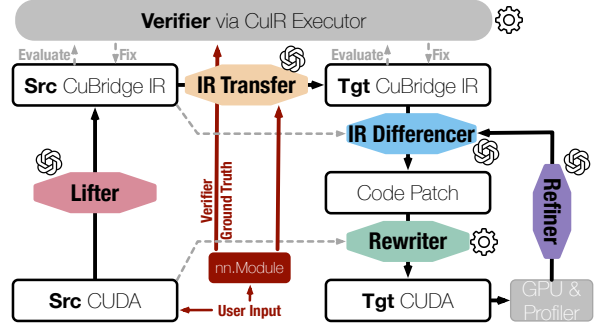 Verifier via CuIR Executor
Evaluate
Fix
Evaluate
Fix
Src CuBridge IR
IR Transfer
Tgt CuBridge IR
IR Differencer
Lifter
Verifier
Ground Truth
Code Patch
Refiner
Rewriter
nn.Module
Src CUDA
User Input
Tgt CUDA
GPU &
Profiler